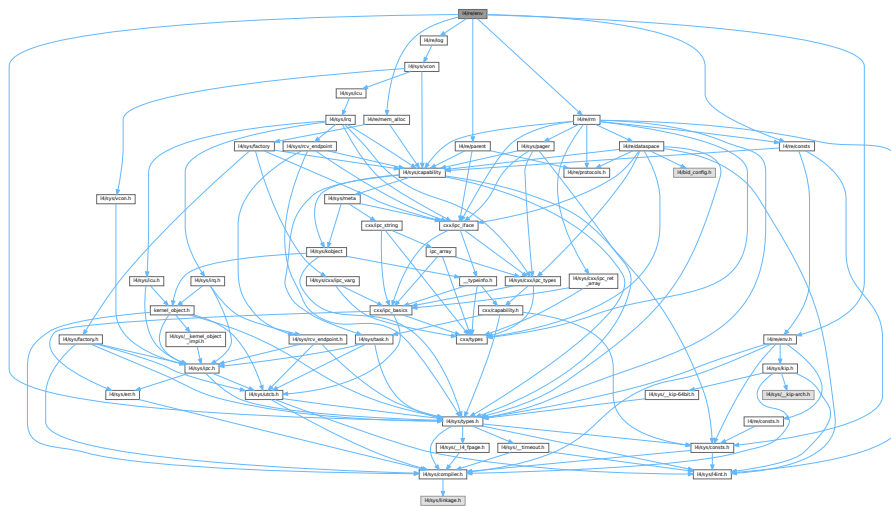 l4/re/env
l4/re/log
l4/sys/vcon
l4/sys/icu
l4/re/mem_alloc
l4/sys/irq
l4/re/rm
l4/sys/factory
l4/sys/rcv_endpoint
l4/re/parent
l4/sys/pager
l4/re/dataspace
l4/re/consts
l4/sys/capability
l4/re/protocols.h
l4/bid_config.h
l4/sys/vcon.h
l4/sys/meta
cxx/ipc_string
cxx/ipc_iface
l4/sys/kobject
ipc_array
l4/sys/icu.h
l4/sys/irq.h
l4/sys/cxx/ipc_varg
__typeinfo.h
l4/sys/cxx/ipc_types
l4/sys/cxx/ipc_ret
_array
kernel_object.h
cxx/ipc_basics
cxx/capability.h
l4/sys/factory.h
l4/sys/__kernel_object
_impl.h
l4/sys/rcv_endpoint.h
l4/sys/task.h
cxx/types
l4/re/env.h
l4/sys/ipc.h
l4/sys/kip.h
l4/sys/err.h
l4/sys/utcb.h
l4/sys/__kip-64bit.h
l4/sys/__kip-arch.h
l4/sys/types.h
l4/re/consts.h
l4/sys/__l4_fpage.h
l4/sys/__timeout.h
l4/sys/consts.h
l4/sys/compiler.h
l4/sys/l4int.h
l4/sys/linkage.h